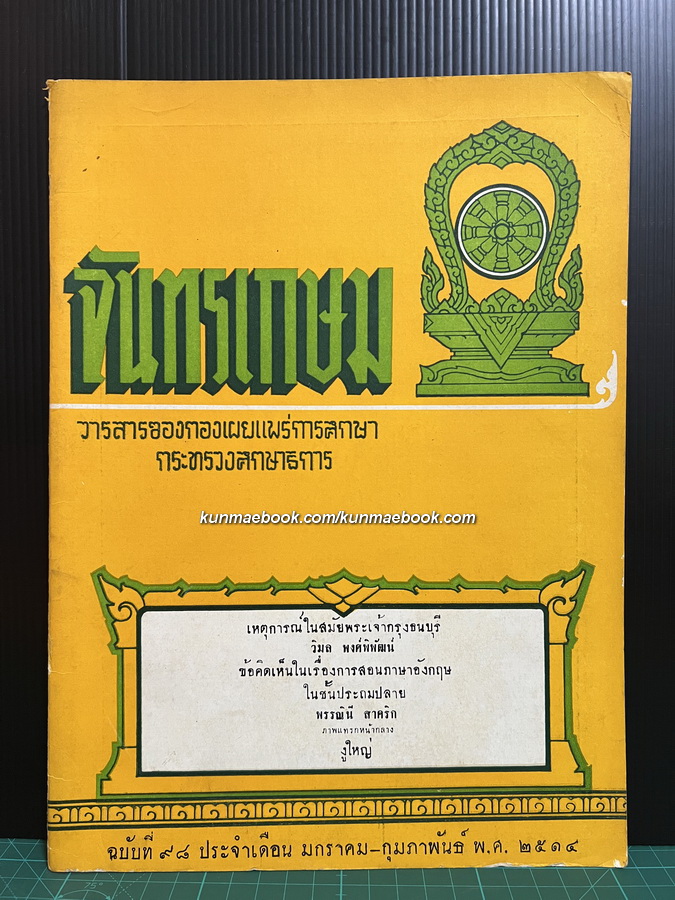 จันทรเกษม
วารสารของกองเผยแพร่การศึกษา
กระทรวงศึกษาธิการ
kunmaebook.com/kunmaebook.com
เหตุการณ์ในสมัยพระเจ้ากรุงธนบุรี
วิมล พงศ์พิพัฒน์
ข้อคิดเห็นในเรื่องการสอนภาษาอังกฤษ
ในชั้นประถมปลาย
พรรณินี สาคริก
ภาพแทรกหน้ากลาง
งูใหญ่
ฉบับที่ ๙๘ ประจำเดือน มกราคม–กุมภาพันธ์ พ.ศ. ๒๕๑๔